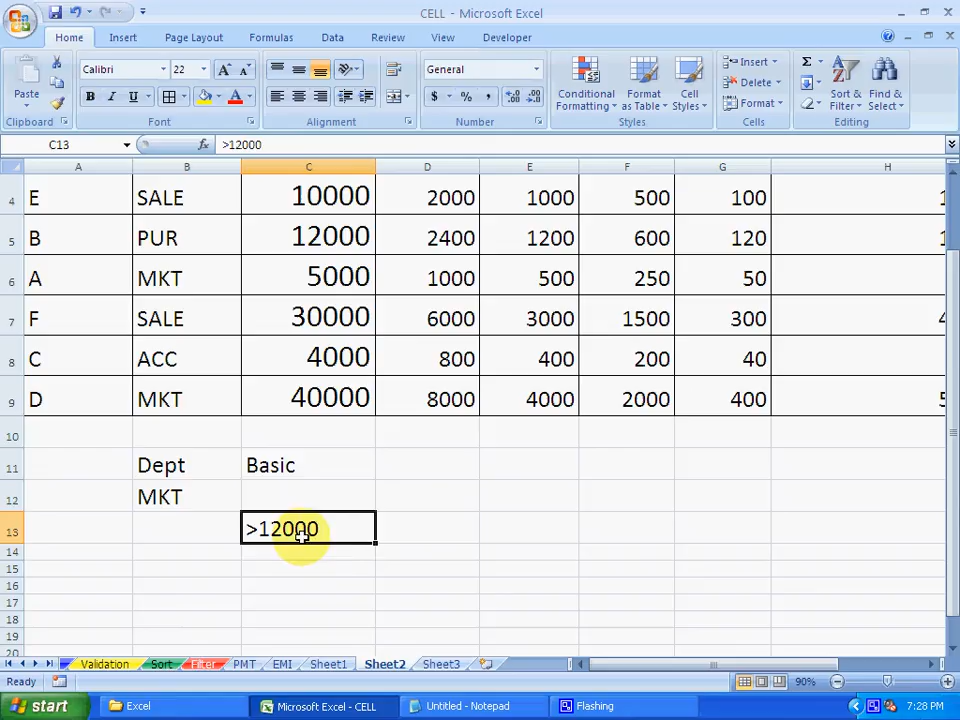 CELL - Microsoft Excel
Home Insert Page Layout Formulas Data Review View Developer
Paste
Calibri 22 A A
B I U A
General
$ % ,
Conditional Formatting
Format as Table
Cell Styles
Insert
Delete
Format
Σ
Sort & Filter
Find & Select
Clipboard Font Alignment Number Styles Cells Editing
C13 fx >12000
A B C D E F G H
4 E SALE 10000 2000 1000 500 100
5 B PUR 12000 2400 1200 600 120
6 A MKT 5000 1000 500 250 50
7 F SALE 30000 6000 3000 1500 300
8 C ACC 4000 800 400 200 40
9 D MKT 40000 8000 4000 2000 400
10
11 Dept Basic
12 MKT
13 >12000
14
15
16
17
18
19
20
Validation Sort Filter PMT EMI Sheet1 Sheet2 Sheet3
Ready 90%
start Excel Microsoft Excel - CELL Untitled - Notepad Flashing 7:28 PM